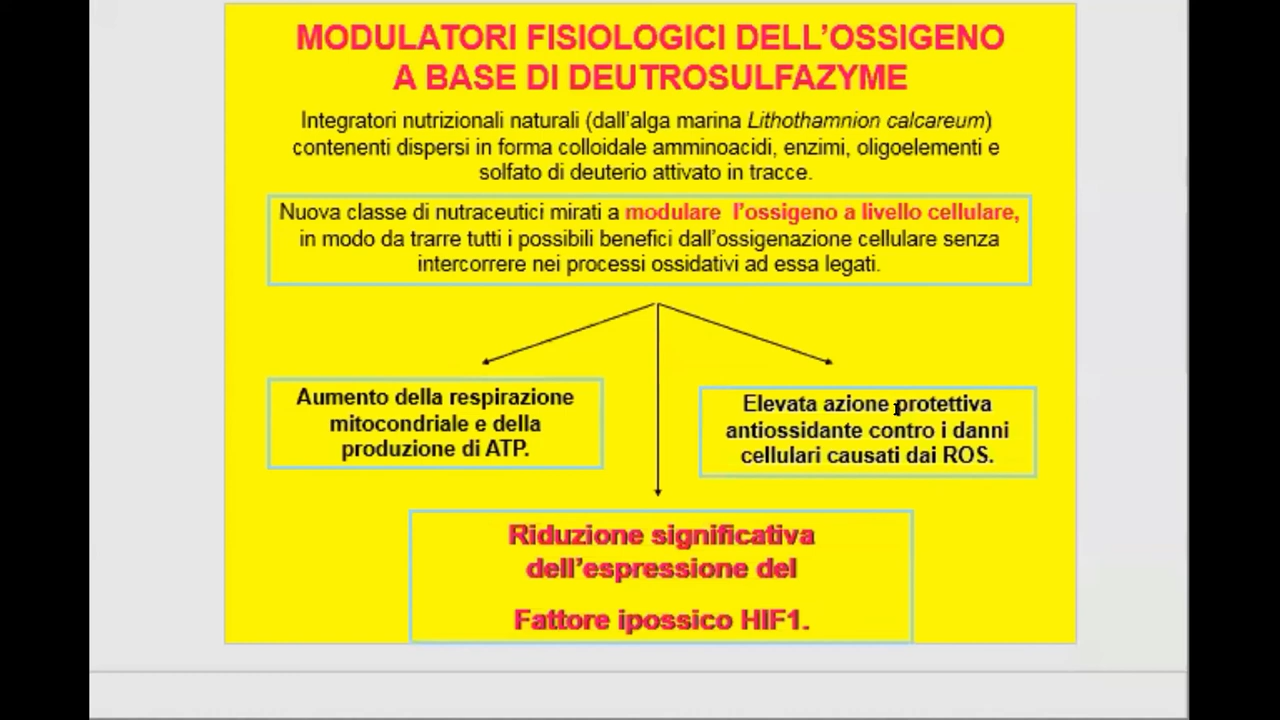 MODULATORI FISIOLOGICI DELL'OSSIGENO
A BASE DI DEUTROSULFAZYME
Integratori nutrizionali naturali (dall'alga marina Lithothamnion calcareum)
contenenti dispersi in forma colloidale amminoacidi, enzimi, oligoelementi e
solfato di deuterio attivato in tracce.
Nuova classe di nutraceutici mirati a modulare l'ossigeno a livello cellulare,
in modo da trarre tutti i possibili benefici dall'ossigenazione cellulare senza
intercorrere nei processi ossidativi ad essa legati.
Aumento della respirazione
mitocondriale e della
produzione di ATP.
Elevata azione protettiva
antiossidante contro i danni
cellulari causati dai ROS.
Riduzione significativa
dell'espressione del
Fattore ipossico HIF1.